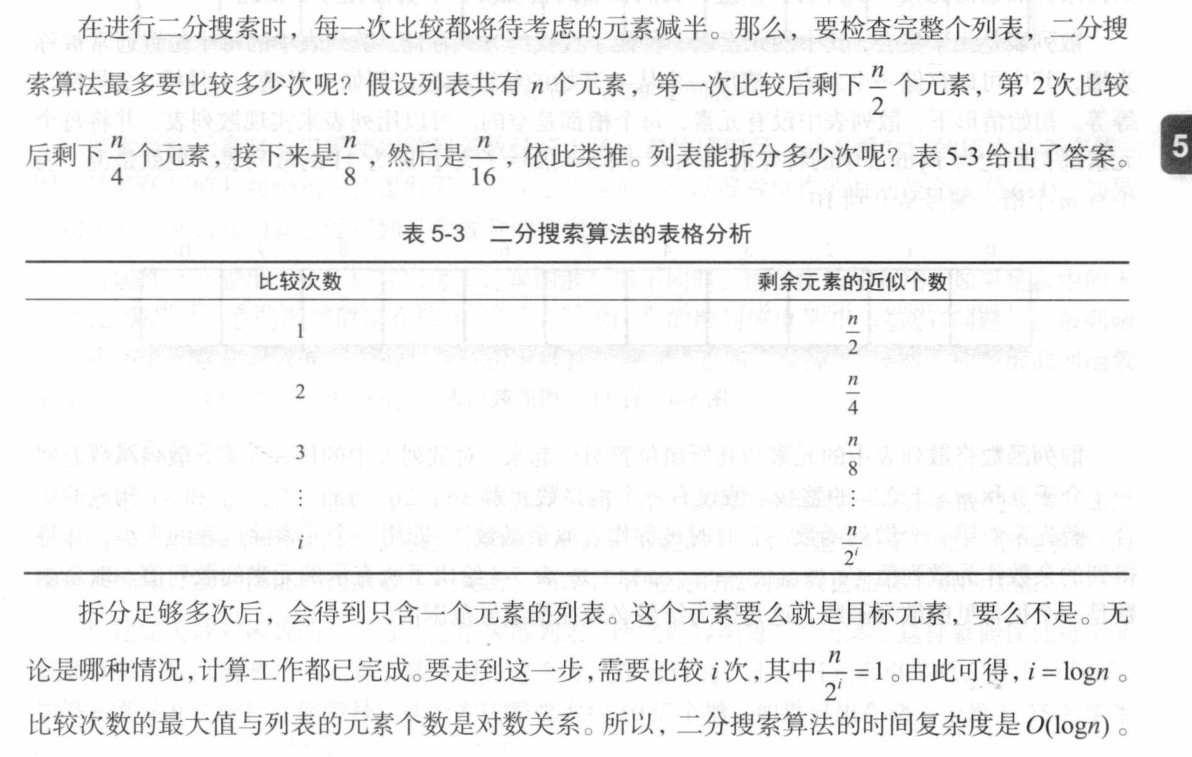 在进行二分搜索时，每一次比较都将待考虑的元素减半。那么，要检查完整个列表，二分搜
索算法最多要比较多少次呢？假设列表共有 n 个元素，第一次比较后剩下 n/2 个元素，第 2 次比较
后剩下 n/4 个元素，接下来是 n/8，然后是 n/16，依此类推。列表能拆分多少次呢？表 5-3 给出了答案。
5
表 5-3 二分搜索算法的表格分析
比较次数 剩余元素的近似个数
1 n/2
2 n/4
3 n/8
⋮ ⋮
i n/2^i
拆分足够多次后，会得到只含一个元素的列表。这个元素要么就是目标元素，要么不是。无
论是哪种情况，计算工作都已完成。要走到这一步，需要比较 i 次，其中 n/2^i = 1。由此可得，i = logn 。
比较次数的最大值与列表的元素个数是对数关系。所以，二分搜索算法的时间复杂度是 O(logn) 。